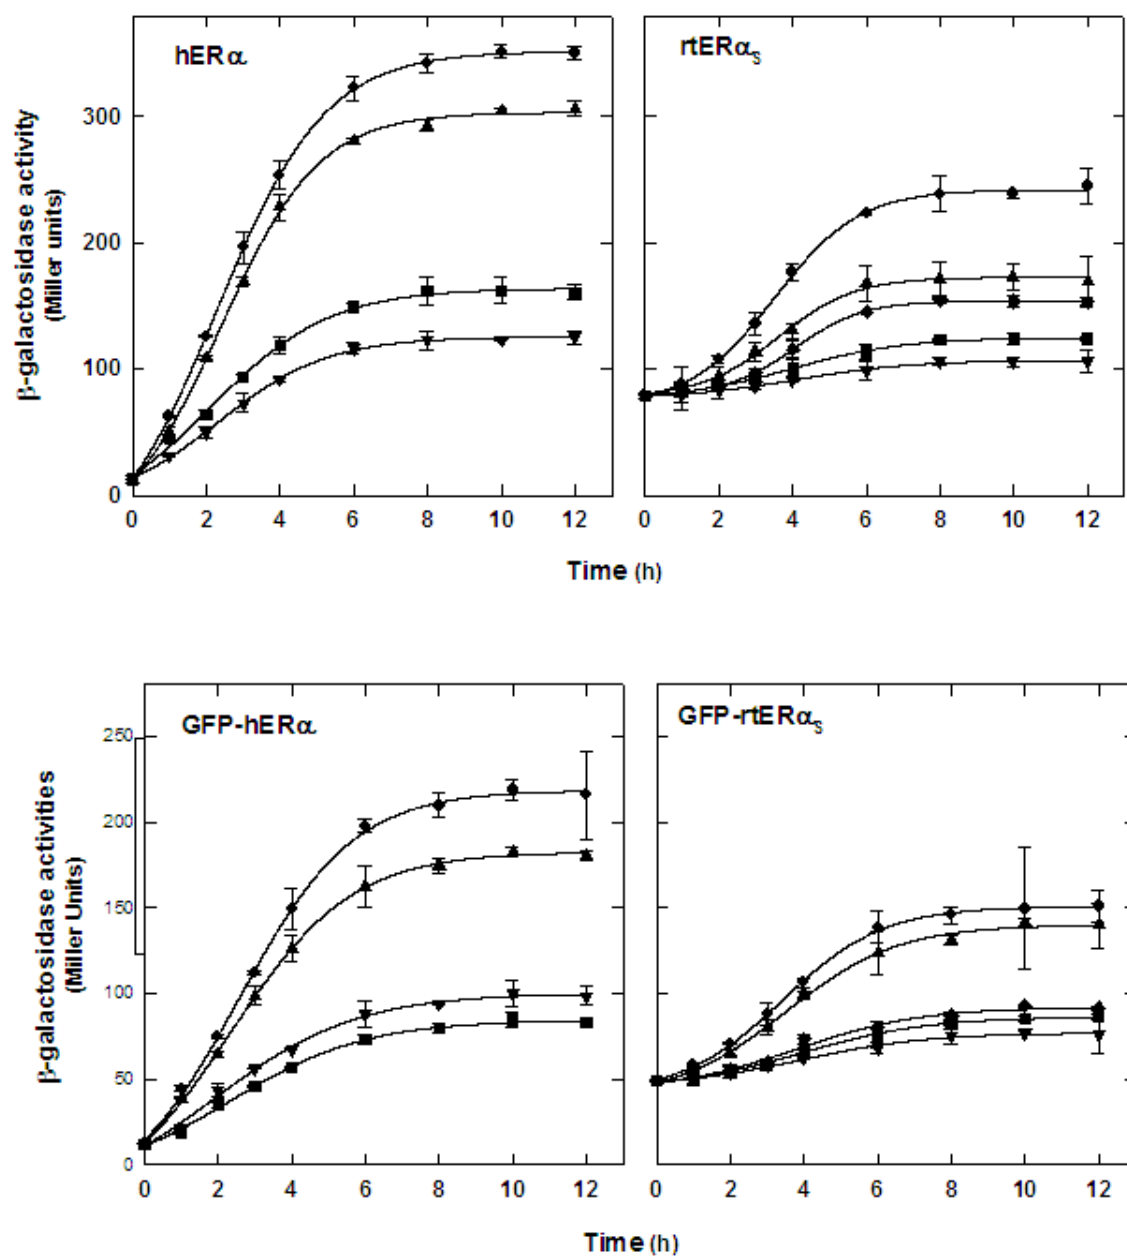 hERα
rtERαS
β-galactosidase activity
(Miller units)
300
200
100
0
0 2 4 6 8 10 12
0 2 4 6 8 10 12
Time (h)
GFP-hERα
GFP-rtERαS
β-galactosidase activities
(Miller Units)
250
200
150
100
50
0
0 2 4 6 8 10 12
0 2 4 6 8 10 12
Time (h)